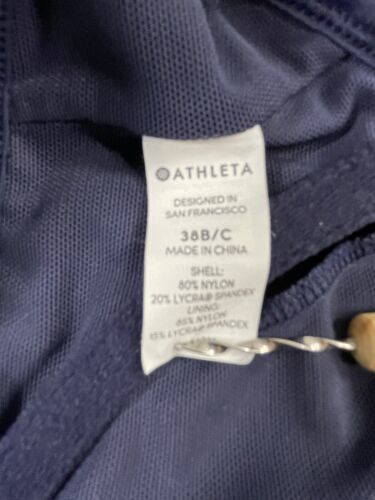 ATHLETA
DESIGNED IN
SAN FRANCISCO
38B/C
MADE IN CHINA
SHELL:
80% NYLON
20% LYCRA® SPANDEX
LINING:
85% NYLON
15% LYCRA® SPANDEX